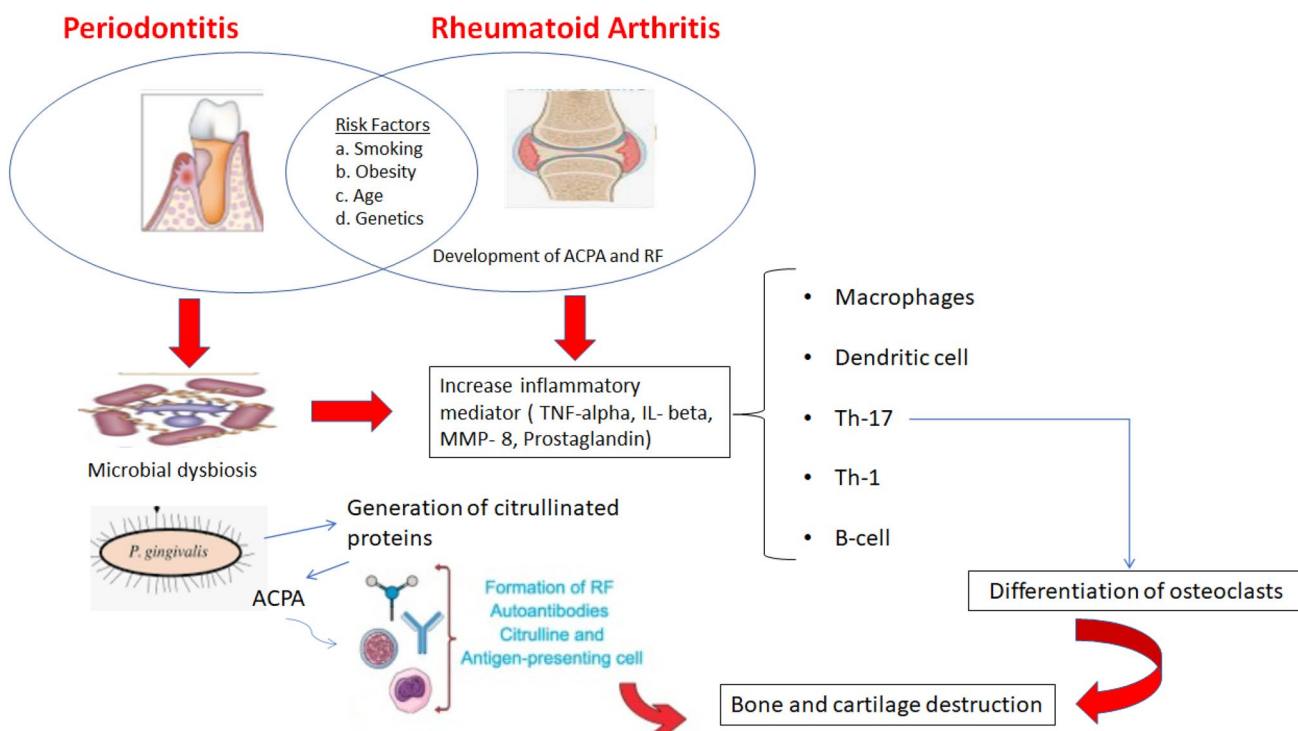 Periodontitis
Rheumatoid Arthritis
Risk Factors
a. Smoking
b. Obesity
c. Age
d. Genetics
Development of ACPA and RF
• Macrophages
• Dendritic cell
• Th-17
• Th-1
• B-cell
Increase inflammatory
mediator ( TNF-alpha, IL- beta,
MMP- 8, Prostaglandin)
Microbial dysbiosis
P. gingivalis
Generation of citrullinated
proteins
ACPA
Formation of RF
Autoantibodies
Citrulline and
Antigen-presenting cell
Differentiation of osteoclasts
Bone and cartilage destruction